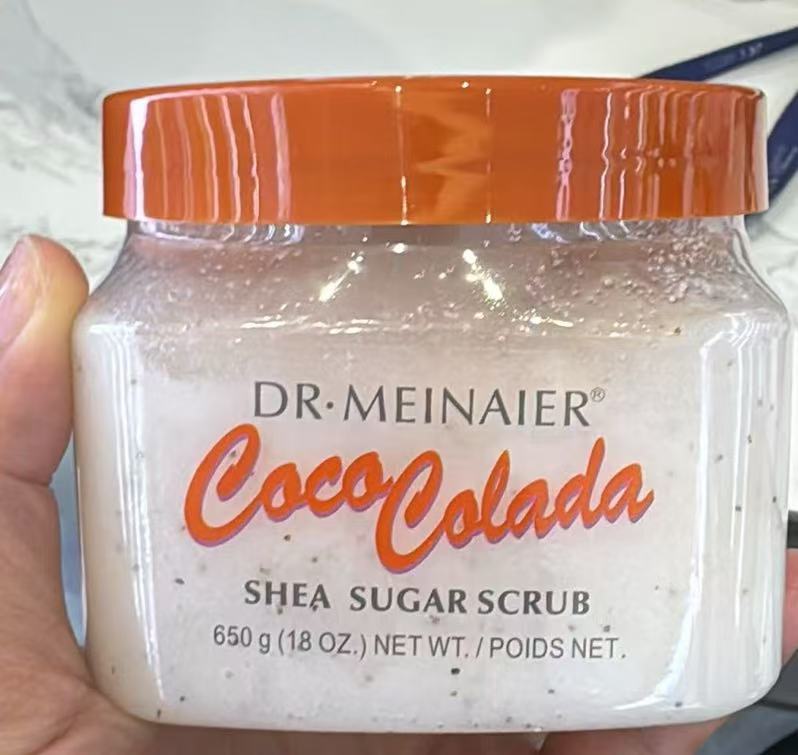 DR·MEINAIER®
Coco Colada
SHEA SUGAR SCRUB
650 g (18 OZ.) NET WT. / POIDS NET.